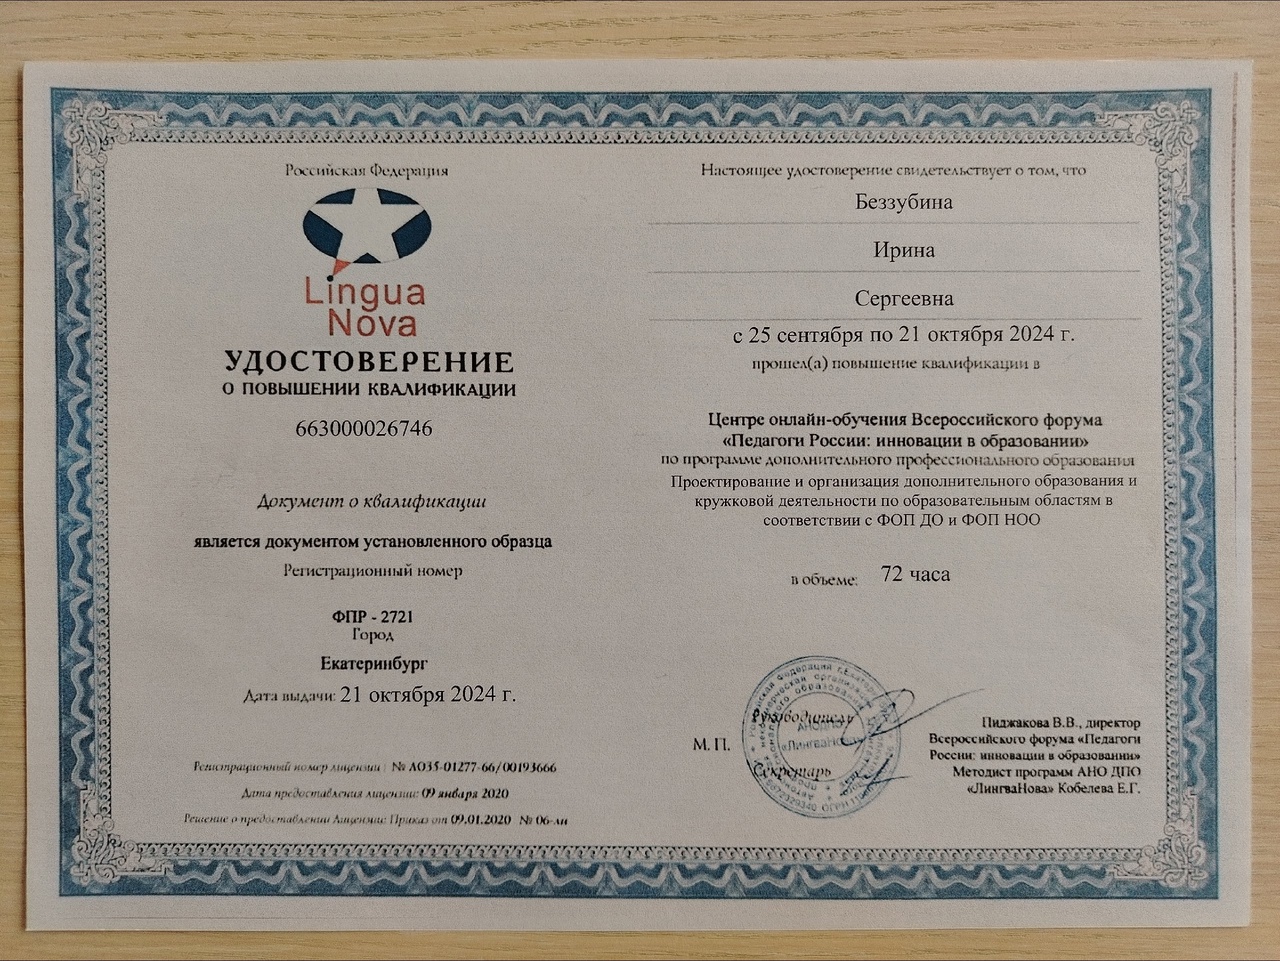 Российская Федерация
Lingua
Nova
УДОСТОВЕРЕНИЕ
О ПОВЫШЕНИИ КВАЛИФИКАЦИИ
663000026746
Документ о квалификации
является документом установленного образца
Регистрационный номер
ФПР - 2721
Город
Екатеринбург
Дата выдачи: 21 октября 2024 г.
Регистрационный номер лицензии : № ЛО35-01277-66/00193666
Дата предоставления лицензии: 09 января 2020
Решение о предоставлении Лицензии: Приказ от 09.01.2020 № 06-ли
Настоящее удостоверение свидетельствует о том, что
Беззубина
Ирина
Сергеевна
с 25 сентября по 21 октября 2024 г.
прошел(а) повышение квалификации в
Центре онлайн-обучения Всероссийского форума
«Педагоги России: инновации в образовании»
по программе дополнительного профессионального образования
Проектирование и организация дополнительного образования и
кружковой деятельности по образовательным областям в
соответствии с ФОП ДО и ФОП НОО
в объеме: 72 часа
М. П.
Руководитель
Секретарь
«ЛингваНова»
Пиджакова В.В., директор
Всероссийского форума «Педагоги
России: инновации в образовании»
Методист программ АНО ДПО
«ЛингваНова» Кобелева Е.Г.